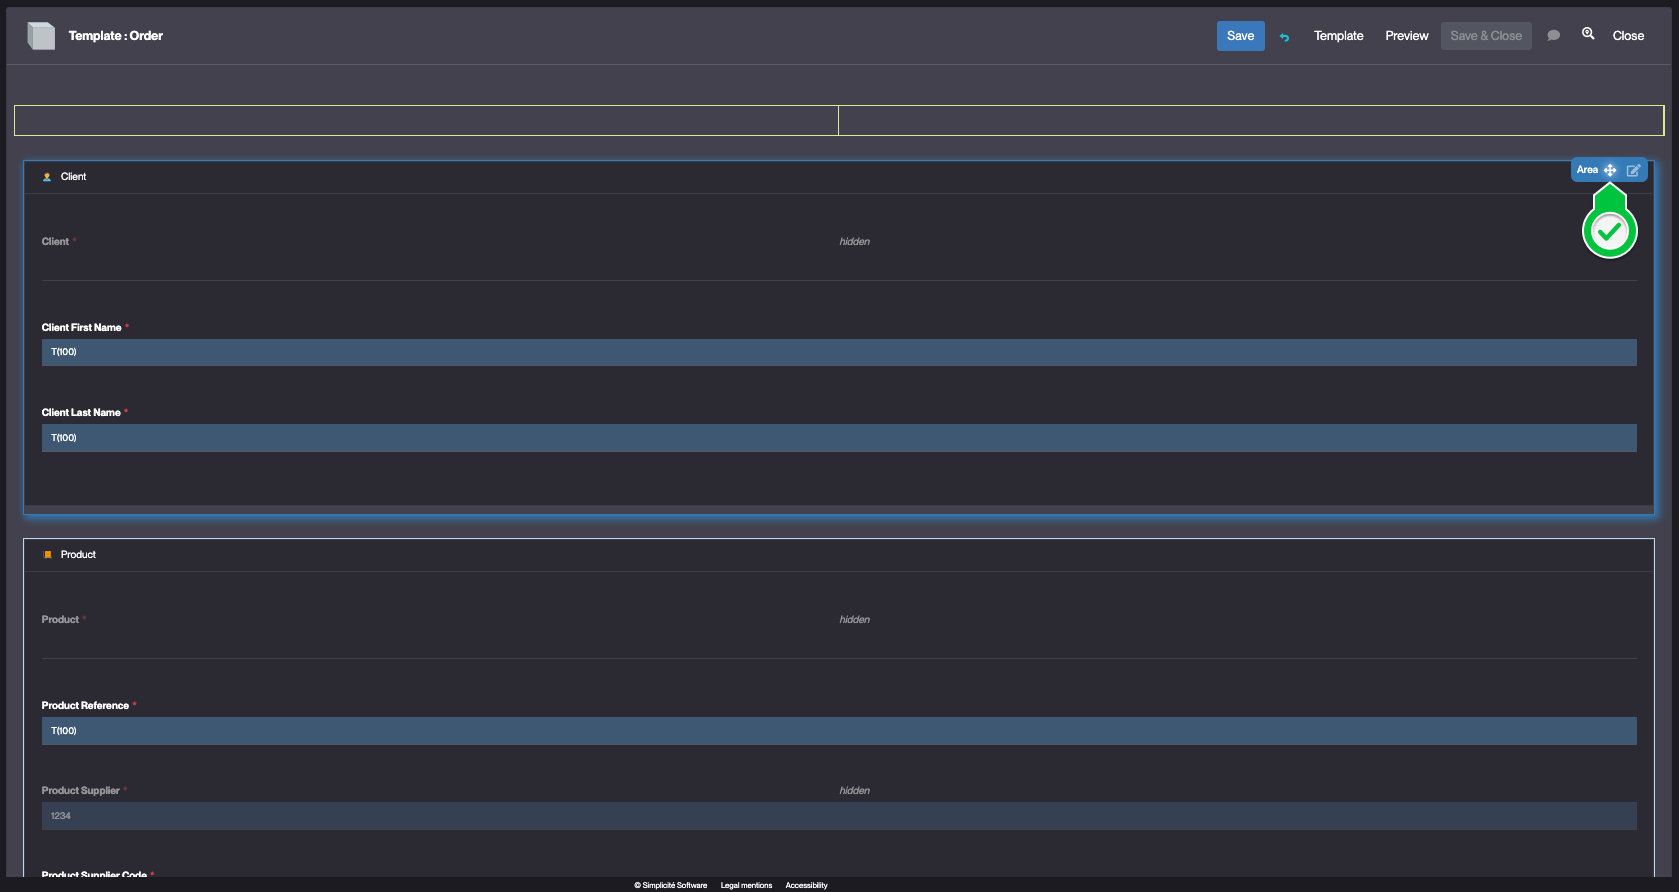 Template : Order
Save
Template
Preview
Save & Close
Close
Client
Area
Client *
hidden
Client First Name *
T(100)
Client Last Name *
T(100)
Product
Product *
hidden
Product Reference *
T(100)
Product Supplier *
hidden
1234
Product Supplier Code *
© Simplicité Software
Legal mentions
Accessibility